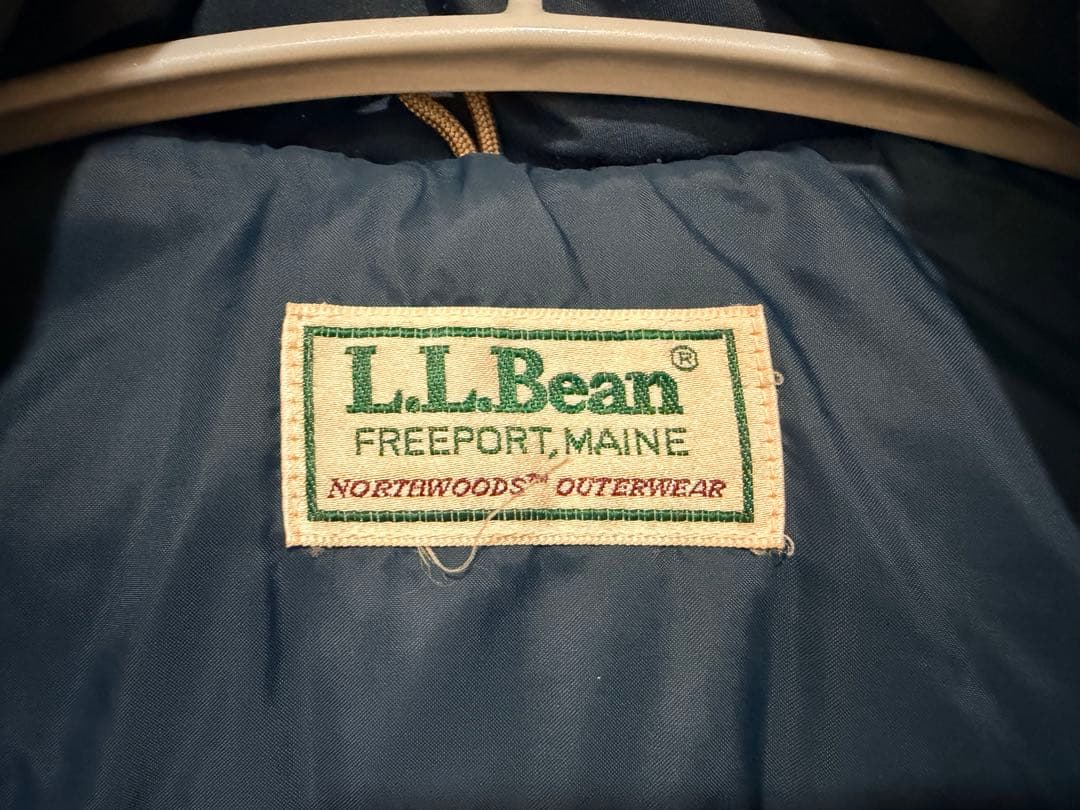 L.L.Bean®
FREEPORT, MAINE
NORTHWOODS™ OUTERWEAR